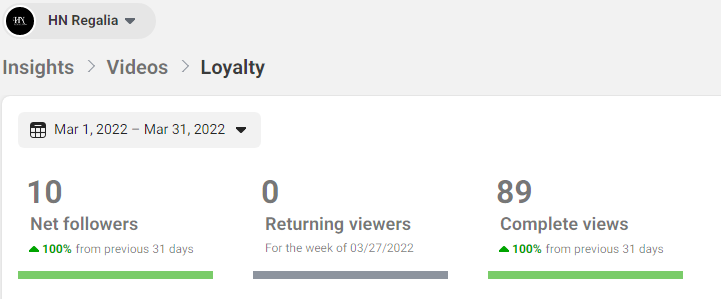 HN
HN Regalia
Insights > Videos > Loyalty
Mar 1, 2022 – Mar 31, 2022
10
Net followers
100% from previous 31 days
0
Returning viewers
For the week of 03/27/2022
89
Complete views
100% from previous 31 days